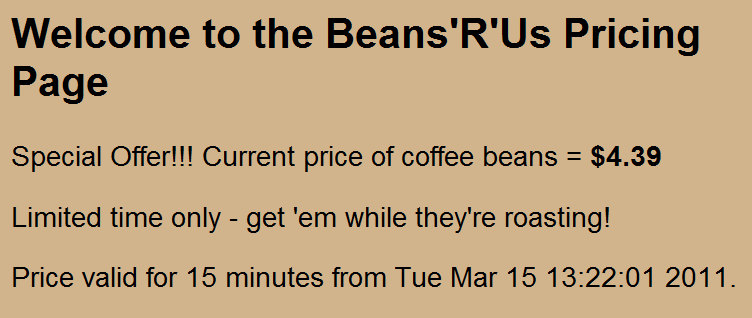 Welcome to the Beans'R'Us Pricing
Page
Special Offer!!! Current price of coffee beans = $4.39
Limited time only - get 'em while they're roasting!
Price valid for 15 minutes from Tue Mar 15 13:22:01 2011.